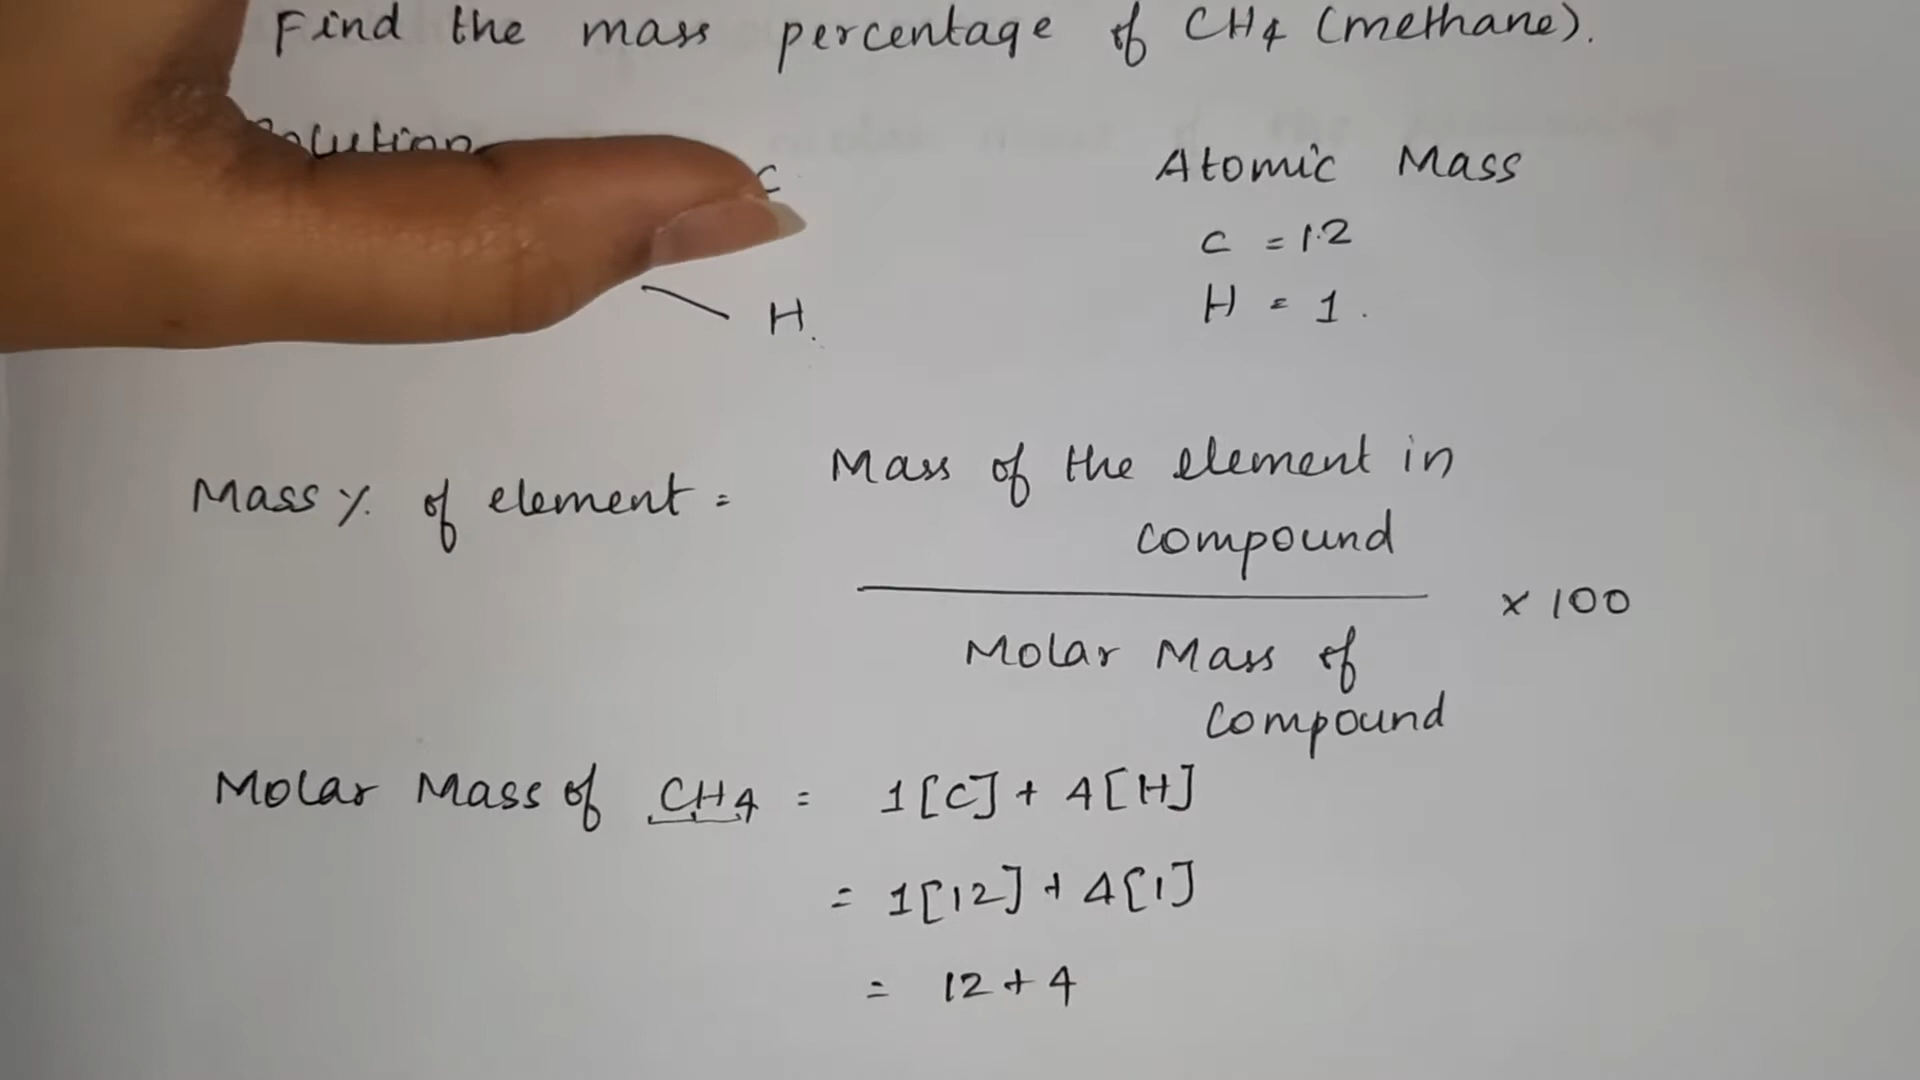 Find the mass percentage of CH4 (methane).
Solution
C
H.
Atomic Mass
C = 12
H = 1.
Mass % of element = Mass of the element in
compound
× 100
Molar Mass of
compound
Molar Mass of CH4 = 1[C] + 4[H]
= 1[12] + 4[1]
= 12 + 4